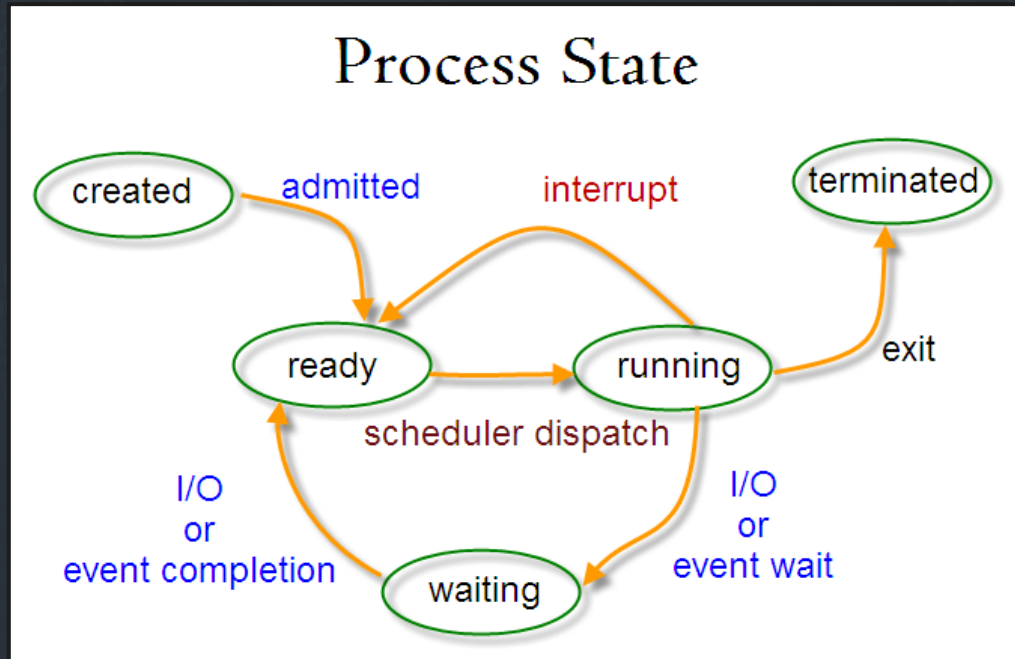 Process State
created
admitted
interrupt
terminated
ready
running
exit
scheduler dispatch
I/O
or
event completion
I/O
or
event wait
waiting